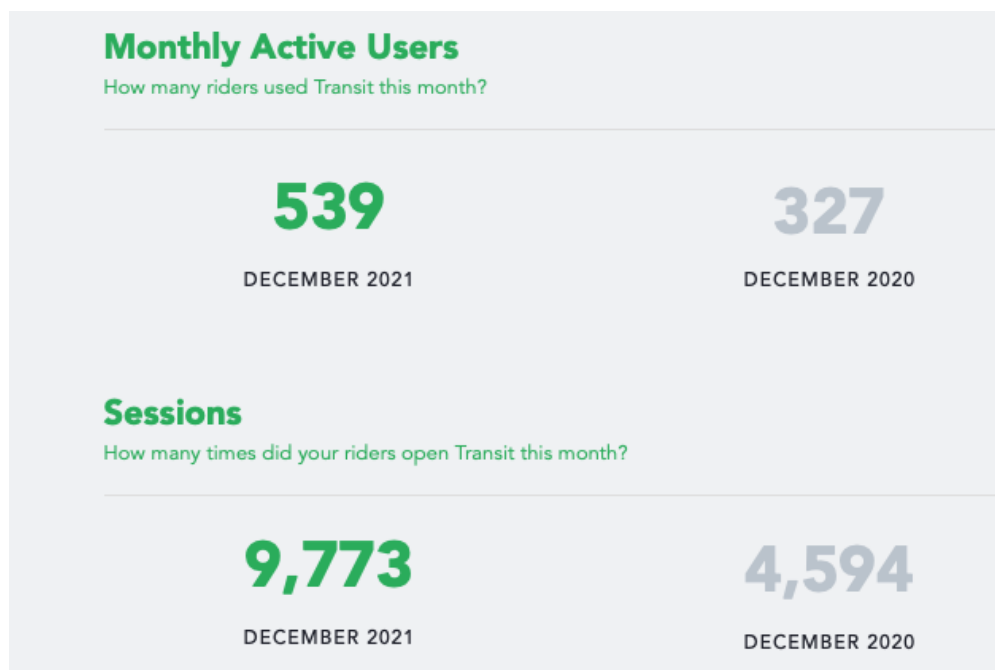 Monthly Active Users
How many riders used Transit this month?
539
327
DECEMBER 2021
DECEMBER 2020
Sessions
How many times did your riders open Transit this month?
9,773
4,594
DECEMBER 2021
DECEMBER 2020